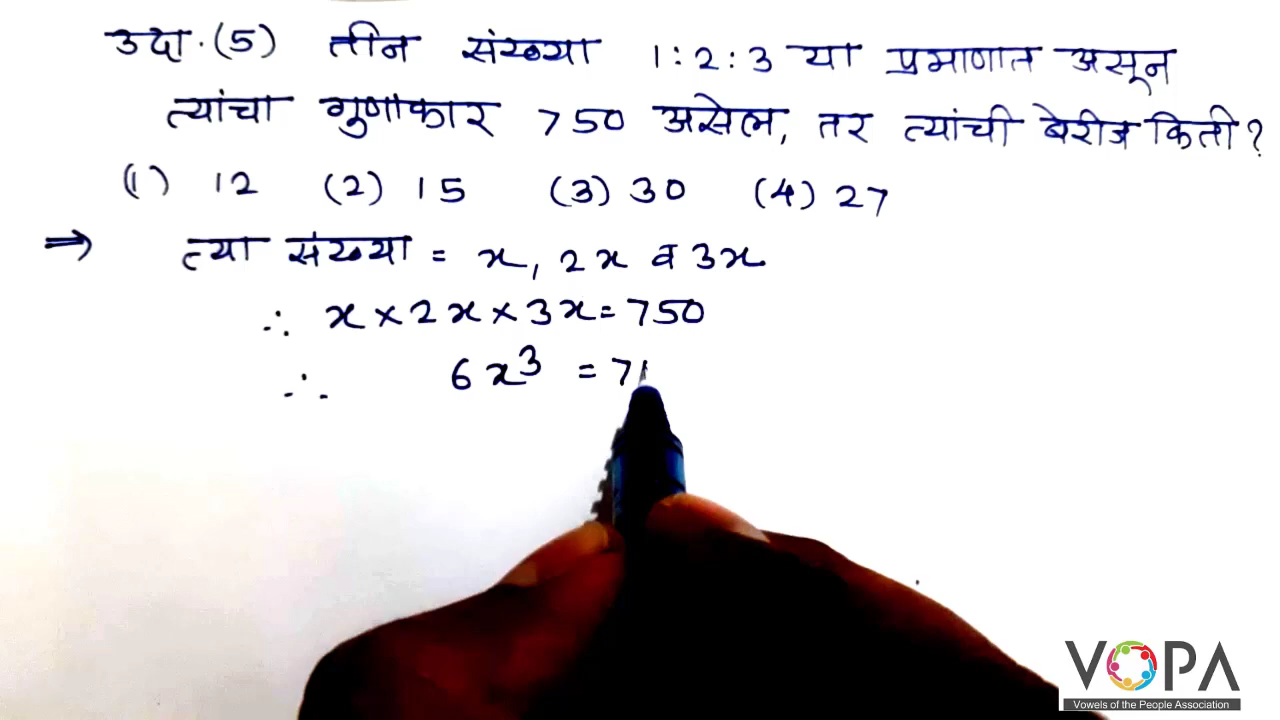 उदा. (5) तीन संख्या 1:2:3 या प्रमाणात असून
त्यांचा गुणाकार 750 असेल, तर त्यांची बेरीज किती?
(1) 12 (2) 15 (3) 30 (4) 27
⇒ त्या संख्या = x, 2x व 3x
∴ x × 2x × 3x = 750
∴ 6x³ = 7
VOPA
Vowels of the People Association